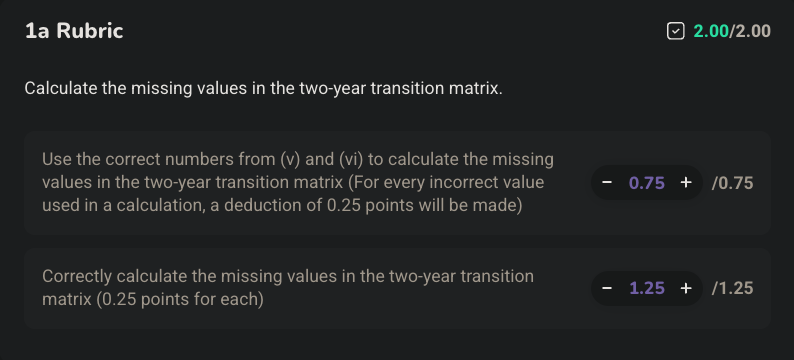 1a Rubric
2.00/2.00
Calculate the missing values in the two-year transition matrix.
Use the correct numbers from (v) and (vi) to calculate the missing
values in the two-year transition matrix (For every incorrect value
used in a calculation, a deduction of 0.25 points will be made)
− 0.75 + /0.75
Correctly calculate the missing values in the two-year transition
matrix (0.25 points for each)
− 1.25 + /1.25